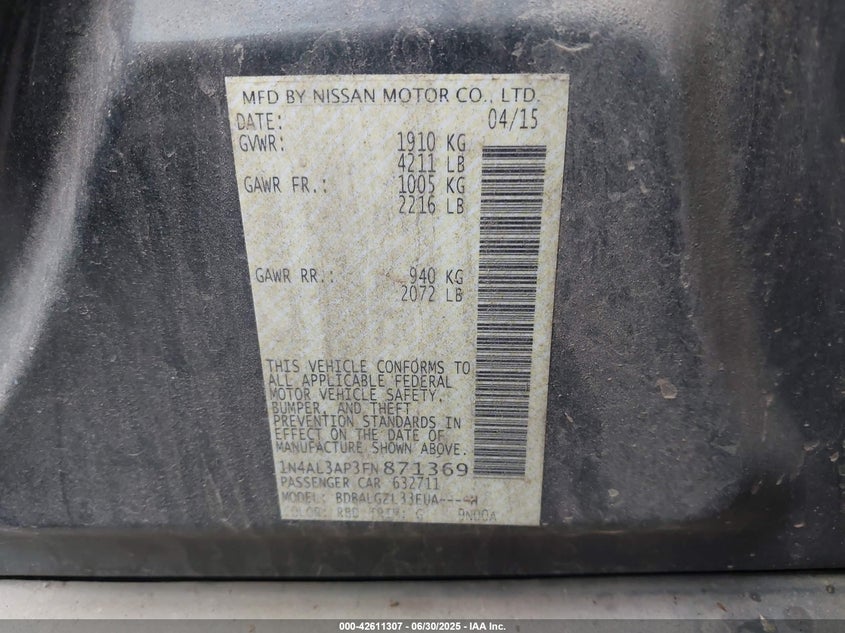 MFD BY NISSAN MOTOR CO., LTD.
DATE: 04/15
GVWR: 1910 KG
4211 LB
GAWR FR.: 1005 KG
2216 LB
GAWR RR.: 940 KG
2072 LB
THIS VEHICLE CONFORMS TO
ALL APPLICABLE FEDERAL
MOTOR VEHICLE SAFETY,
BUMPER, AND THEFT
PREVENTION STANDARDS IN
EFFECT ON THE DATE OF
MANUFACTURE SHOWN ABOVE.
1N4AL3AP3FN871369
PASSENGER CAR 632711
MODEL:
COLOR: TRIM: G
000-42611307 - 06/30/2025 - IAA Inc.